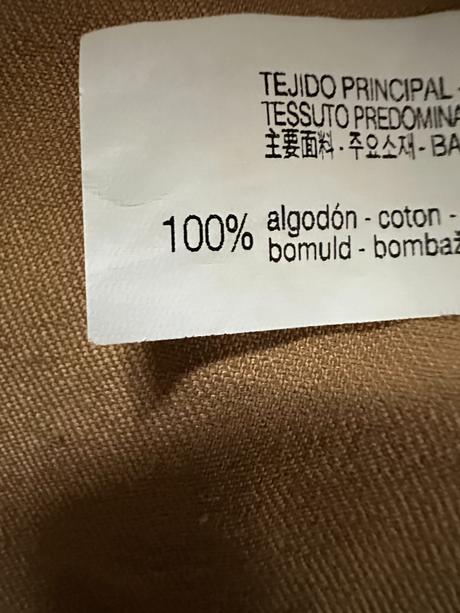 TEJIDO PRINCIPAL -
TESSUTO PREDOMINA
主要面料 - 주요소재 - BA
100% algodón - coton -
bomuld - bombaž